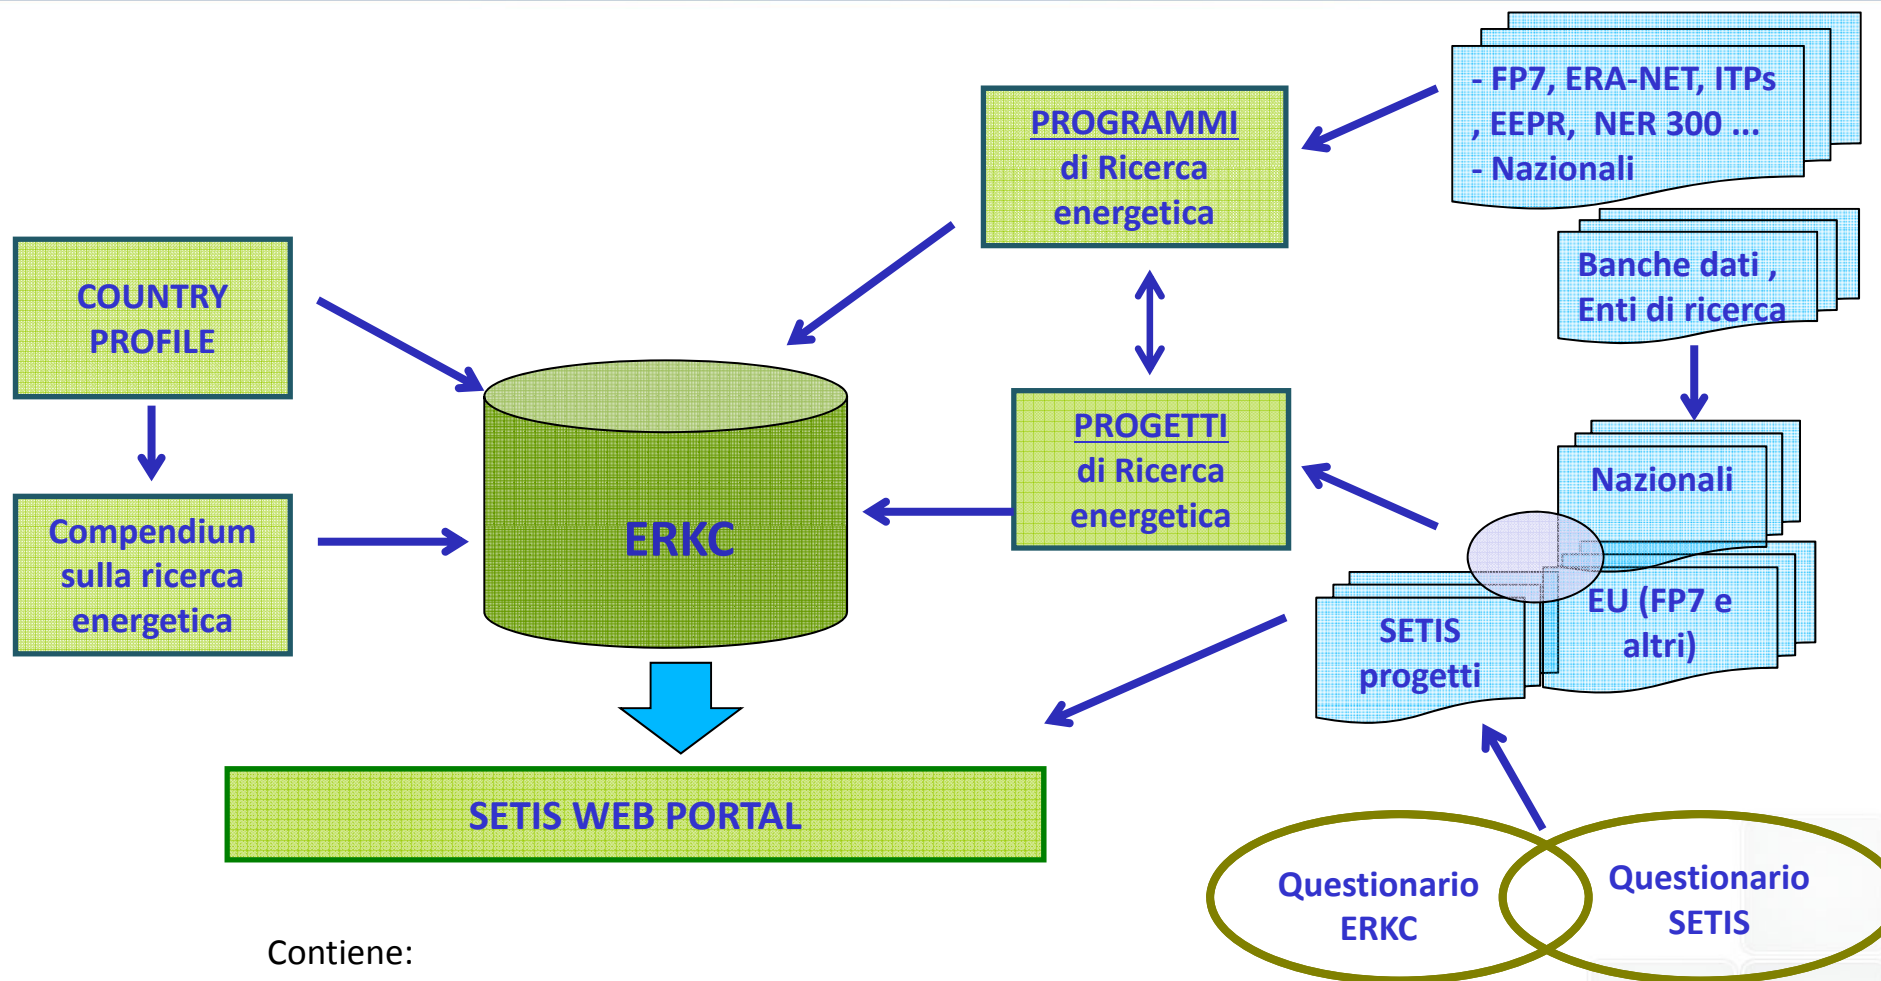 - FP7, ERA-NET, ITPs
, EEPR, NER 300 ...
- Nazionali
PROGRAMMI
di Ricerca
energetica
Banche dati ,
Enti di ricerca
COUNTRY
PROFILE
PROGETTI
di Ricerca
energetica
Nazionali
Compendium
sulla ricerca
energetica
ERKC
EU (FP7 e
altri)
SETIS
progetti
SETIS WEB PORTAL
Questionario
ERKC
Questionario
SETIS
Contiene: